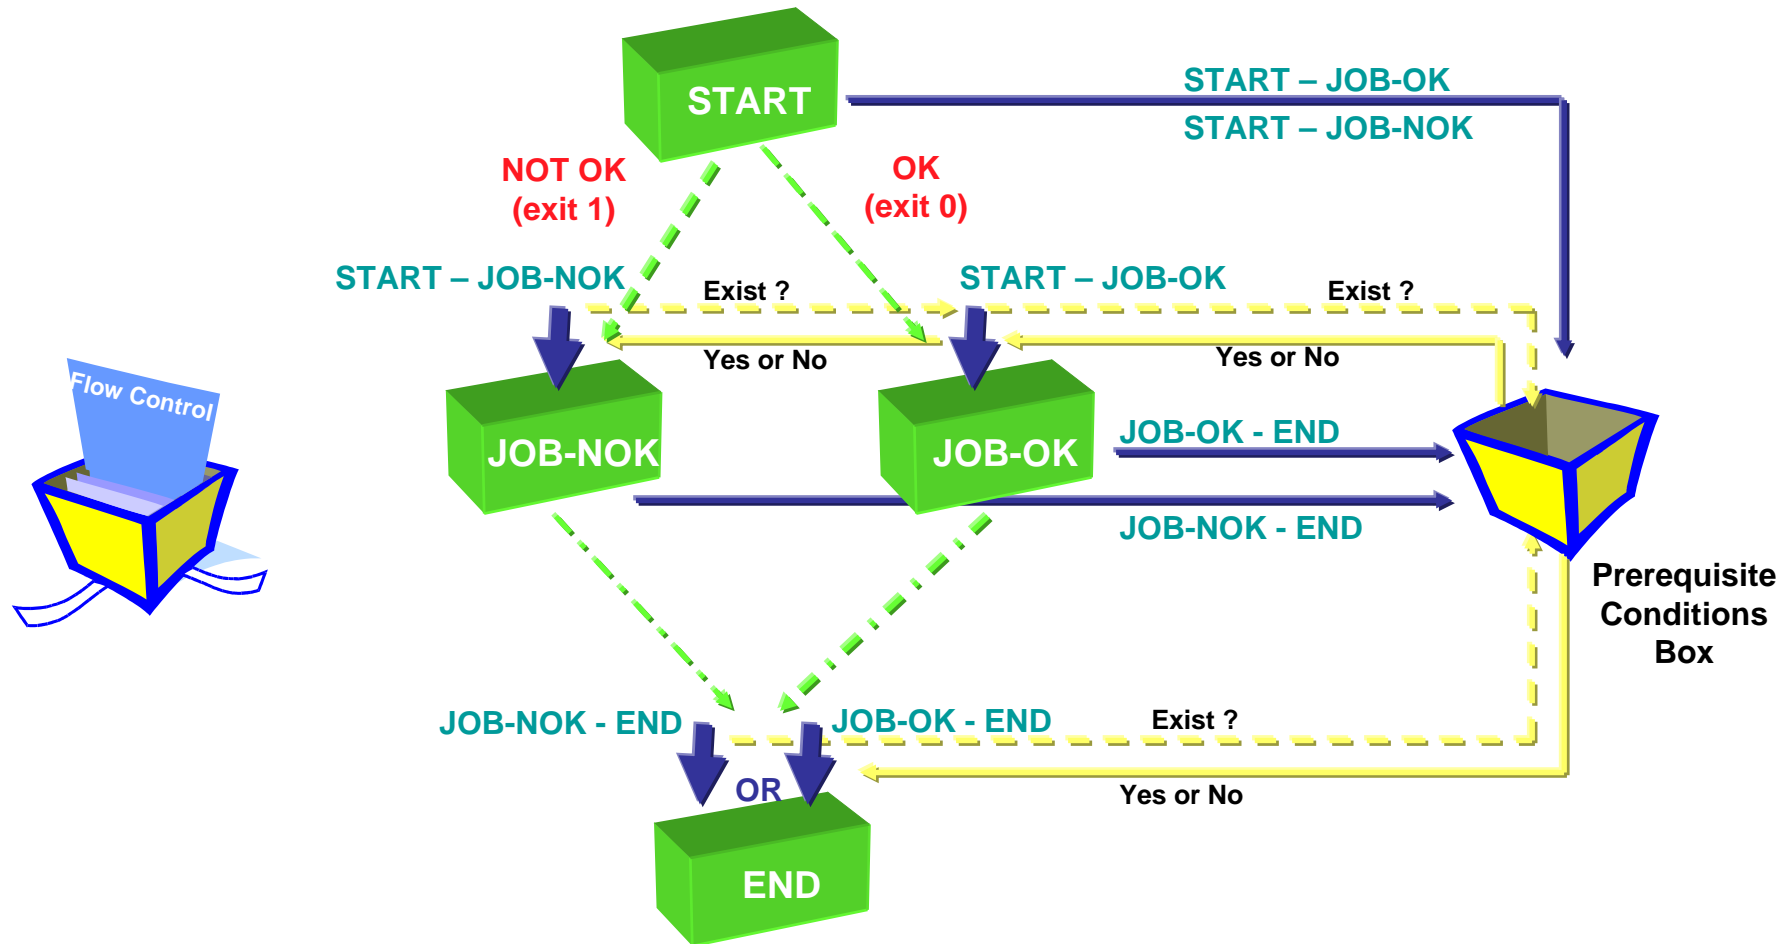 START
START – JOB-OK
START – JOB-NOK
NOT OK
(exit 1)
OK
(exit 0)
START – JOB-NOK
Exist ?
START – JOB-OK
Exist ?
Yes or No
Yes or No
Flow Control
JOB-NOK
JOB-OK
JOB-OK - END
JOB-NOK - END
Prerequisite
Conditions
Box
JOB-NOK - END
JOB-OK - END
Exist ?
OR
Yes or No
END